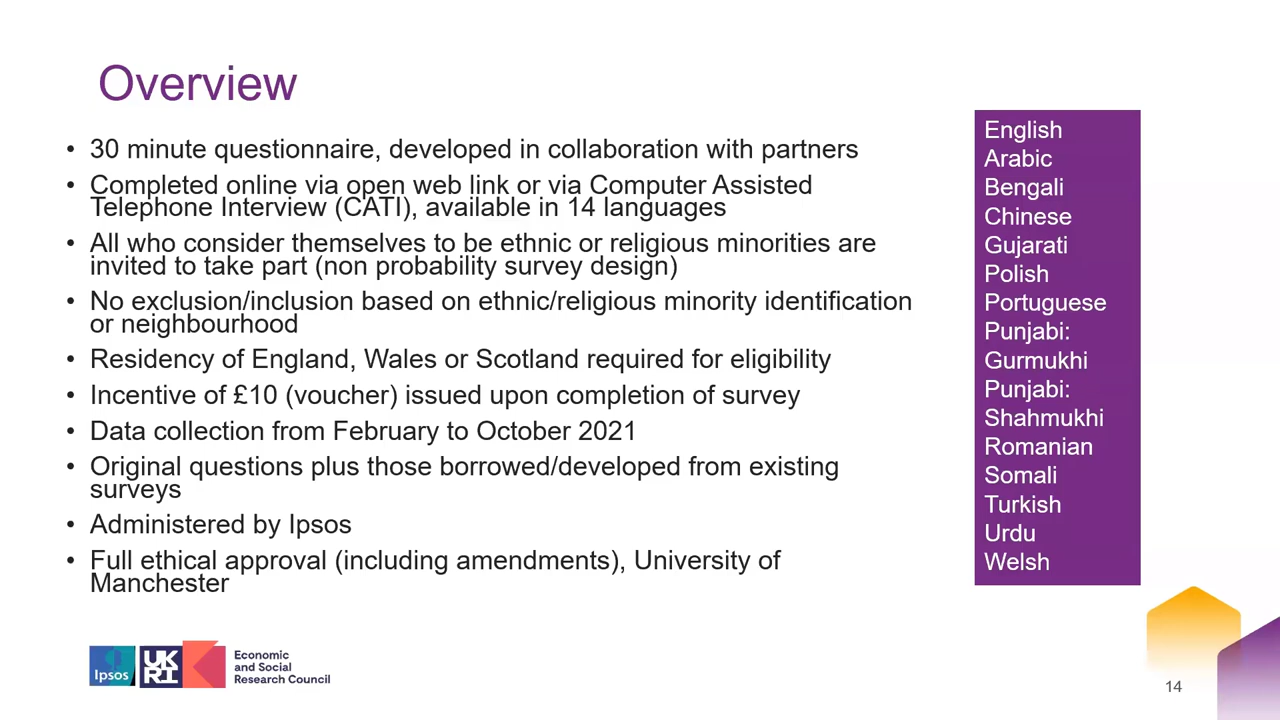 Overview
• 30 minute questionnaire, developed in collaboration with partners
• Completed online via open web link or via Computer Assisted
Telephone Interview (CATI), available in 14 languages
• All who consider themselves to be ethnic or religious minorities are
invited to take part (non probability survey design)
• No exclusion/inclusion based on ethnic/religious minority identification
or neighbourhood
• Residency of England, Wales or Scotland required for eligibility
• Incentive of £10 (voucher) issued upon completion of survey
• Data collection from February to October 2021
• Original questions plus those borrowed/developed from existing
surveys
• Administered by Ipsos
• Full ethical approval (including amendments), University of
Manchester
English
Arabic
Bengali
Chinese
Gujarati
Polish
Portuguese
Punjabi:
Gurmukhi
Punjabi:
Shahmukhi
Romanian
Somali
Turkish
Urdu
Welsh
Ipsos
UK
RI
Economic
and Social
Research Council
14